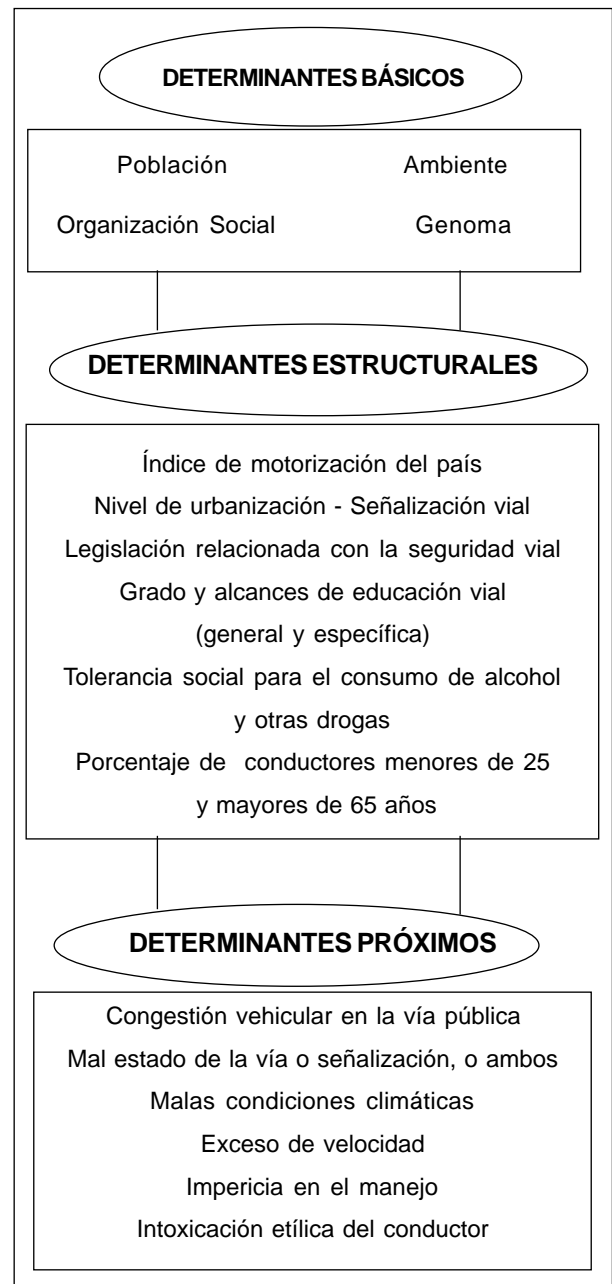 DETERMINANTES BÁSICOS
Población Ambiente
Organización Social Genoma
DETERMINANTES ESTRUCTURALES
Índice de motorización del país
Nivel de urbanización - Señalización vial
Legislación relacionada con la seguridad vial
Grado y alcances de educación vial
(general y específica)
Tolerancia social para el consumo de alcohol
y otras drogas
Porcentaje de conductores menores de 25
y mayores de 65 años
DETERMINANTES PRÓXIMOS
Congestión vehicular en la vía pública
Mal estado de la vía o señalización, o ambos
Malas condiciones climáticas
Exceso de velocidad
Impericia en el manejo
Intoxicación etílica del conductor